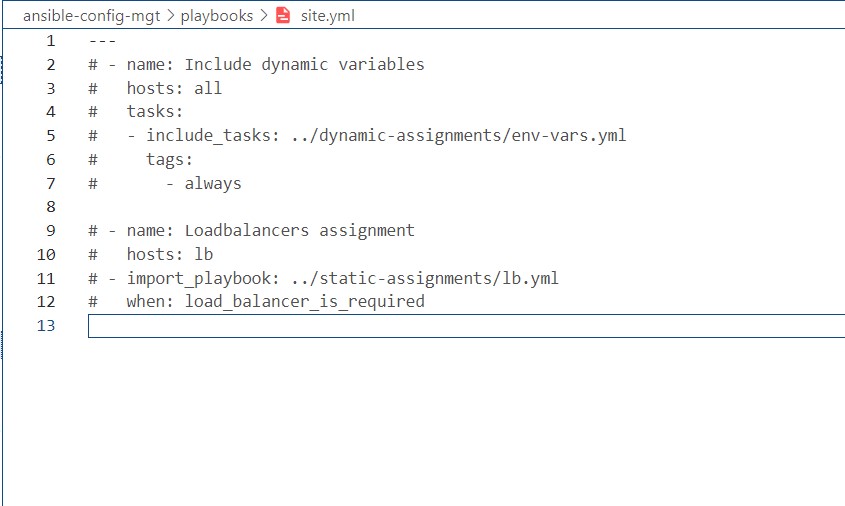 ansible-config-mgt > playbooks > site.yml
1 ---
2 # - name: Include dynamic variables
3 #   hosts: all
4 #   tasks:
5 #   - include_tasks: ../dynamic-assignments/env-vars.yml
6 #     tags:
7 #       - always
8
9 # - name: Loadbalancers assignment
10 #   hosts: lb
11 # - import_playbook: ../static-assignments/lb.yml
12 #   when: load_balancer_is_required
13